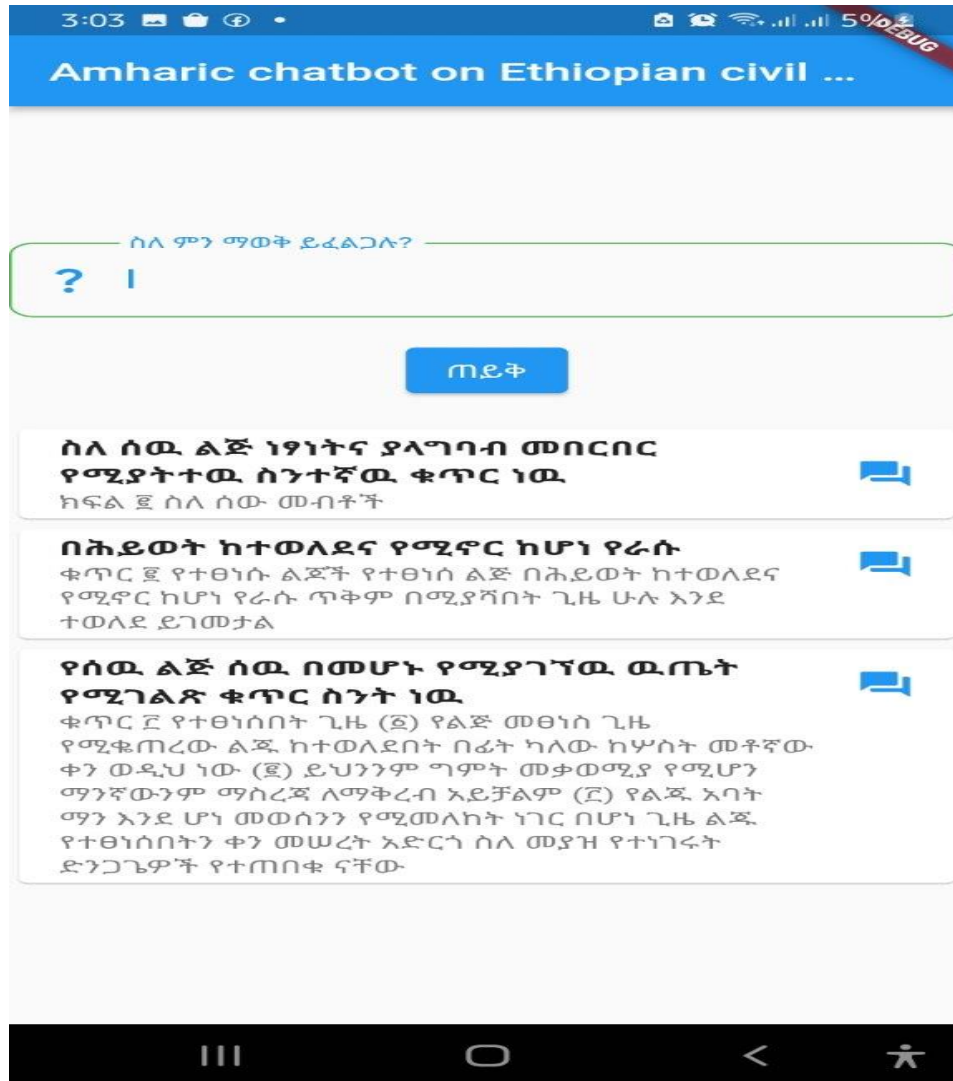 3:03
5%
DEBUG
Amharic chatbot on Ethiopian civil ...
ስለ ምን ማወቅ ይፈልጋሉ?
?
ጠይቅ
ስለ ሰዉ ልጅ ነፃነትና ያላግባብ መበርበር
የሚያትተዉ ስንተኛዉ ቁጥር ነዉ
ክፍል ፪ ስለ ሰው መብቶች
በሕይወት ከተወለደና የሚኖር ከሆነ የራሱ
ቁጥር ፪ የተፀነሱ ልጆች የተፀነሰ ልጅ በሕይወት ከተወለደና
የሚኖር ከሆነ የራሱ ጥቅም በሚያሻበት ጊዜ ሁሉ እንደ
ተወለደ ይገመታል
የሰዉ ልጅ ሰዉ በመሆኑ የሚያገኘዉ ዉጤት
የሚገልጽ ቁጥር ስንት ነዉ
ቁጥር ፫ የተፀነሰበት ጊዜ (፩) የልጅ መፀነስ ጊዜ
የሚቈጠረው ልጁ ከተወለደበት በፊት ካለው ከሦስት መቶኛው
ቀን ወዲህ ነው (፪) ይህንንም ግምት መቃወሚያ የሚሆን
ማንኛውንም ማስረጃ ለማቅረብ አይቻልም (፫) የልጁ አባት
ማን እንደ ሆነ መወሰንን የሚመለከት ነገር በሆነ ጊዜ ልጁ
የተፀነሰበትን ቀን መሠረት አድርጎ ስለ መያዝ የተነገሩት
ድንጋጌዎች የተጠበቁ ናቸው